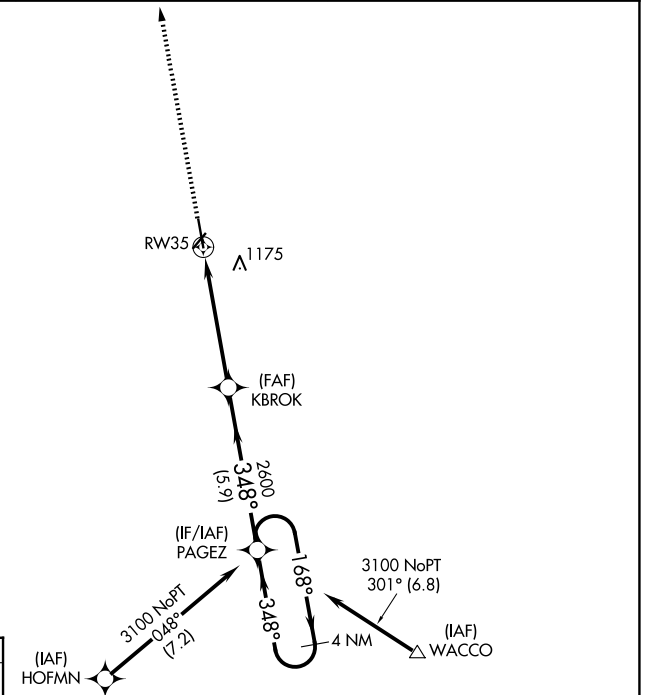 RW35
1175
(FAF)
KBROK
2600
348°
(5.9)
(IF/IAF)
PAGEZ
168°
348°
4 NM
3100 NoPT
301° (6.8)
(IAF)
WACCO
3100 NoPT
048°
(7.2)
(IAF)
HOFMN